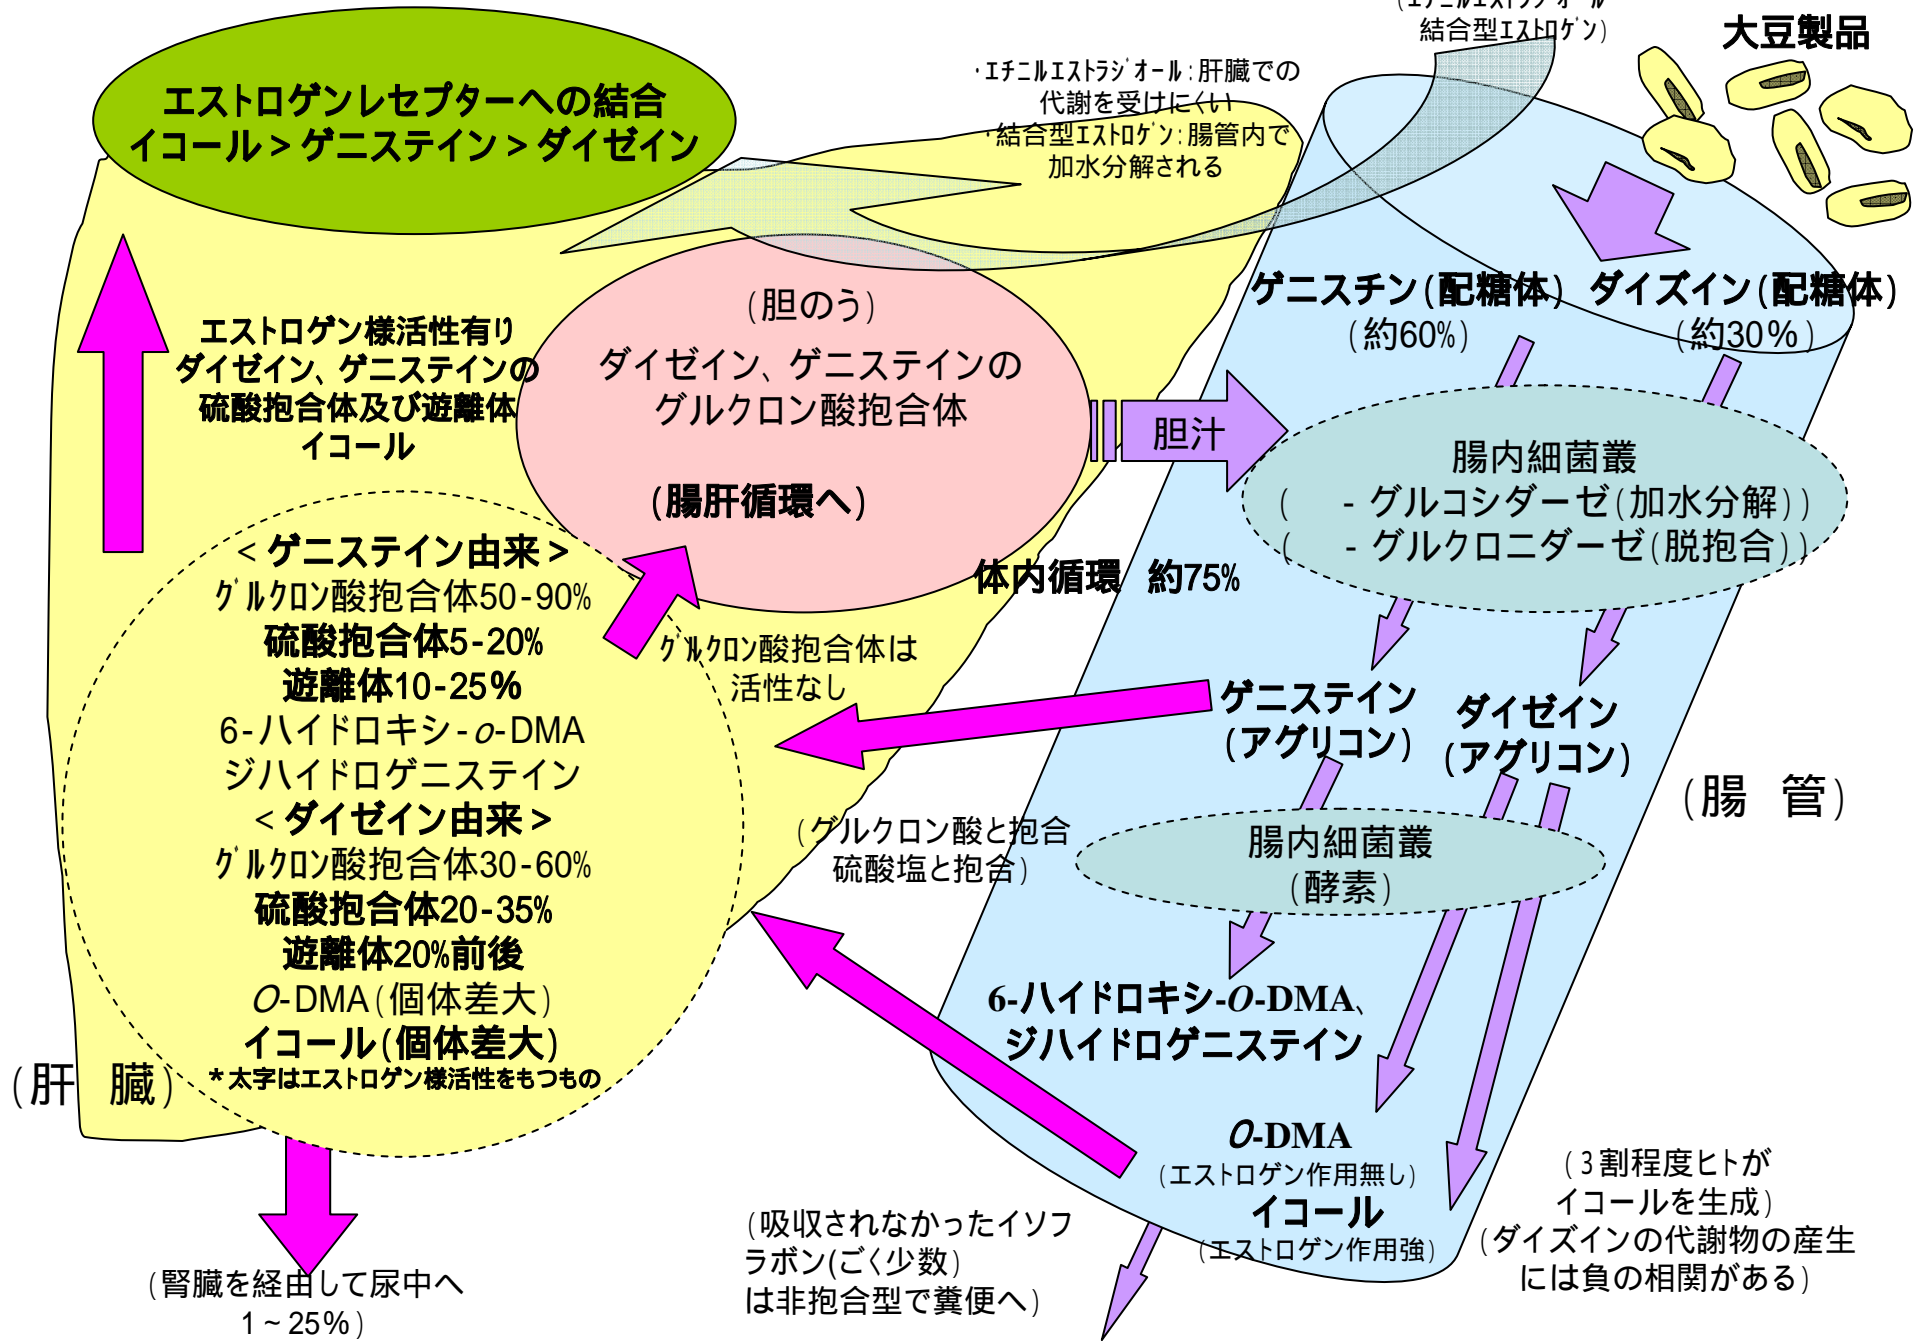 エストロゲンレセプターへの結合
イコール > ゲニステイン > ダイゼイン
結合型エストロゲン)
・エチニルエストラジオール:肝臓での
代謝を受けにくい
・結合型エストロゲン:腸管内で
加水分解される
大豆製品
ゲニスチン(配糖体)
(約60%)
ダイズイン(配糖体)
(約30%)
エストロゲン様活性有り
ダイゼイン、ゲニステインの
硫酸抱合体及び遊離体
イコール
(胆のう)
ダイゼイン、ゲニステインの
グルクロン酸抱合体
(腸肝循環へ)
胆汁
腸内細菌叢
( - グルコシダーゼ(加水分解))
( - グルクロニダーゼ(脱抱合))
体内循環 約75%
<ゲニステイン由来>
グルクロン酸抱合体50-90%
硫酸抱合体5-20%
遊離体10-25%
6-ハイドロキシ-o-DMA
ジハイドロゲニステイン
<ダイゼイン由来>
グルクロン酸抱合体30-60%
硫酸抱合体20-35%
遊離体20%前後
O-DMA(個体差大)
イコール(個体差大)
*太字はエストロゲン様活性をもつもの
グルクロン酸抱合体は
活性なし
ゲニステイン
(アグリコン)
ダイゼイン
(アグリコン)
(腸 管)
(グルクロン酸と抱合
硫酸塩と抱合)
腸内細菌叢
(酵素)
6-ハイドロキシ-O-DMA、
ジハイドロゲニステイン
(肝 臓)
O-DMA
(エストロゲン作用無し)
イコール
(エストロゲン作用強)
(3割程度ヒトが
イコールを生成)
(ダイズインの代謝物の産生
には負の相関がある)
(吸収されなかったイソフ
ラボン(ごく少数)
は非抱合型で糞便へ)
(腎臓を経由して尿中へ
1~25%)